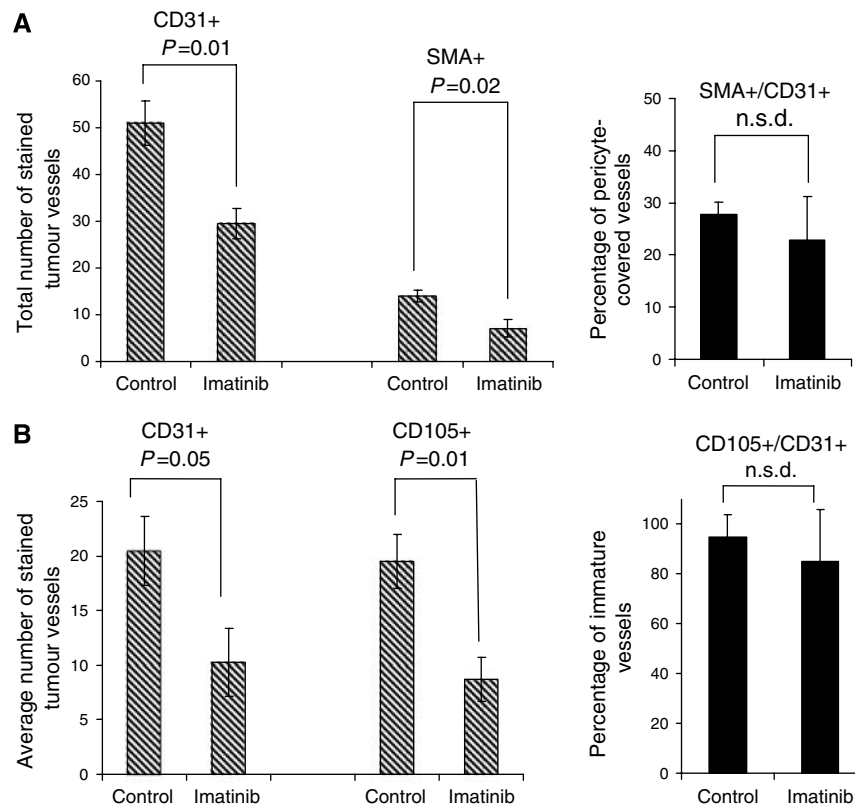 A
CD31+
P=0.01
SMA+
P=0.02
Total number of stained
tumour vessels
60
50
40
30
20
10
0
Control
Imatinib
Control
Imatinib
SMA+/CD31+
n.s.d.
Percentage of pericyte-
covered vessels
50
40
30
20
10
0
Control
Imatinib
B
CD31+
P=0.05
CD105+
P=0.01
Average number of stained
tumour vessels
25
20
15
10
5
0
Control
Imatinib
Control
Imatinib
CD105+/CD31+
n.s.d.
Percentage of immature
vessels
100
80
60
40
20
0
Control
Imatinib